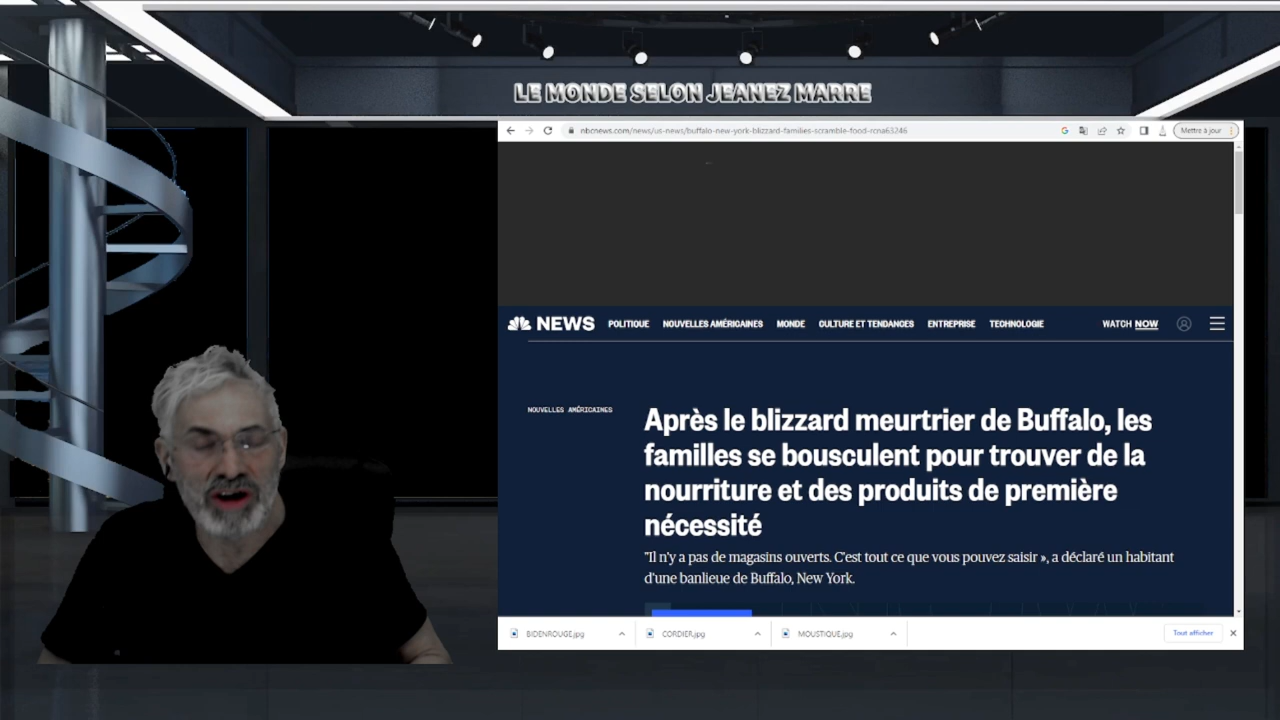 LE MONDE SELON JEANEZ MARRE
nbcnews.com/news/us-news/buffalo-new-york-blizzard-families-scramble-food-rcna63246
Mettre à jour
NEWS POLITIQUE NOUVELLES AMÉRICAINES MONDE CULTURE ET TENDANCES ENTREPRISE TECHNOLOGIE WATCH NOW
NOUVELLES AMÉRICAINES
Après le blizzard meurtrier de Buffalo, les
familles se bousculent pour trouver de la
nourriture et des produits de première
nécessité
"Il n'y a pas de magasins ouverts. C'est tout ce que vous pouvez saisir », a déclaré un habitant
d'une banlieue de Buffalo, New York.
BIDENROUGE.jpg CORDIER.jpg MOUSTIQUE.jpg Tout afficher